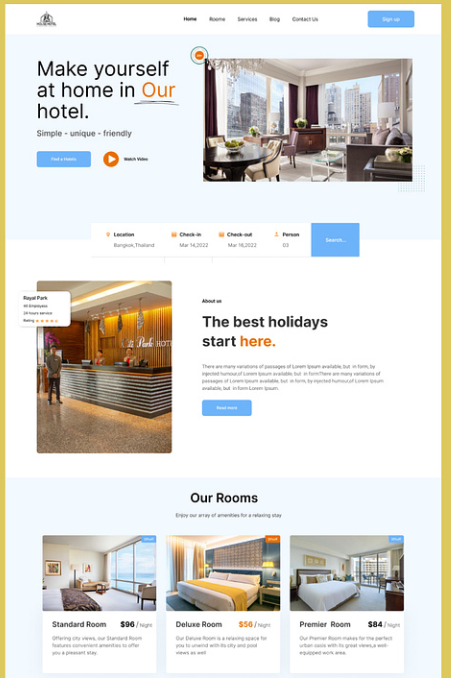 Home Rooms Services Blog Contact Us Sign up
Make yourself
at home in Our
hotel.
Simple - unique - friendly
Watch Video
Location Check-in Check-out Person
Bangkok,Thailand Mar 14,2022 Mar 16,2022 03
Search...
Royal Park
24 hours service
Rating
Park HOT
About us
The best holidays
start here.
There are many variations of passages of Lorem Ipsum available, but in form, by
injected humour,of Lorem Ipsum available, but in formThere are many variations of
passages of Lorem Ipsum available, but in form, by injected humour,of Lorem Ipsum
available, but in form Lorem Ipsum.
Read more
Our Rooms
Enjoy our array of amenities for a relaxing stay
Standard Room $96 / Night
Offering city views, our Standard Room
features convenient amenities to offer
you a pleasant stay.
Deluxe Room $56 / Night
Our Deluxe Room is a relaxing space for
you to unwind with its city and pool
views as well
Premier Room $84 / Night
Our Premier Room makes for the perfect
urban oasis with its great views,a well-
equipped work area.